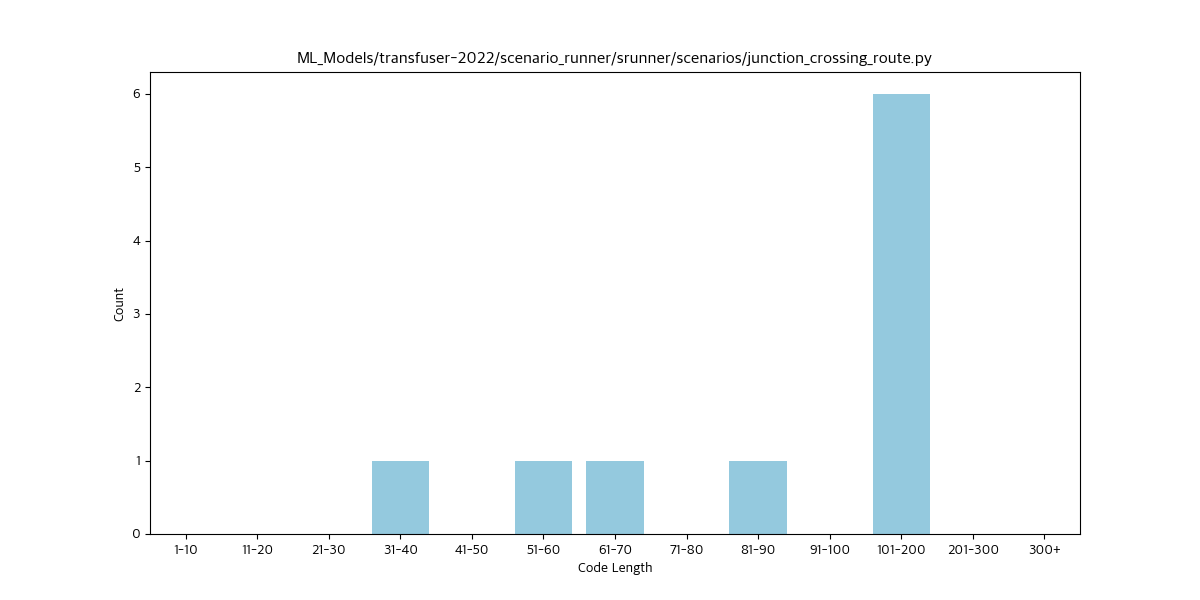 ML_Models/transfuser-2022/scenario_runner/srunner/scenarios/junction_crossing_route.py
6
5
4
3
2
1
0
Count
1-10 11-20 21-30 31-40 41-50 51-60 61-70 71-80 81-90 91-100 101-200 201-300 300+
Code Length